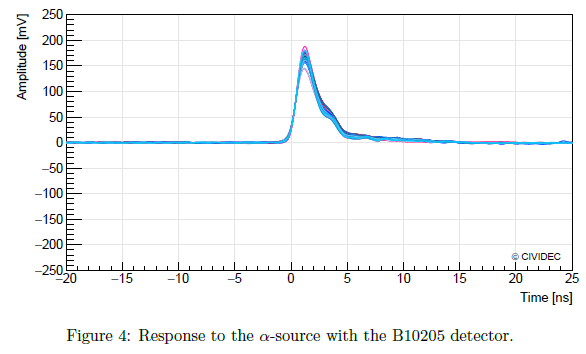 Amplitude [mV]
250
200
150
100
50
0
−50
−100
−150
−200
−250
−20 −15 −10 −5 0 5 10 15 20 25
© CIVIDEC
Time [ns]
Figure 4: Response to the α-source with the B10205 detector.